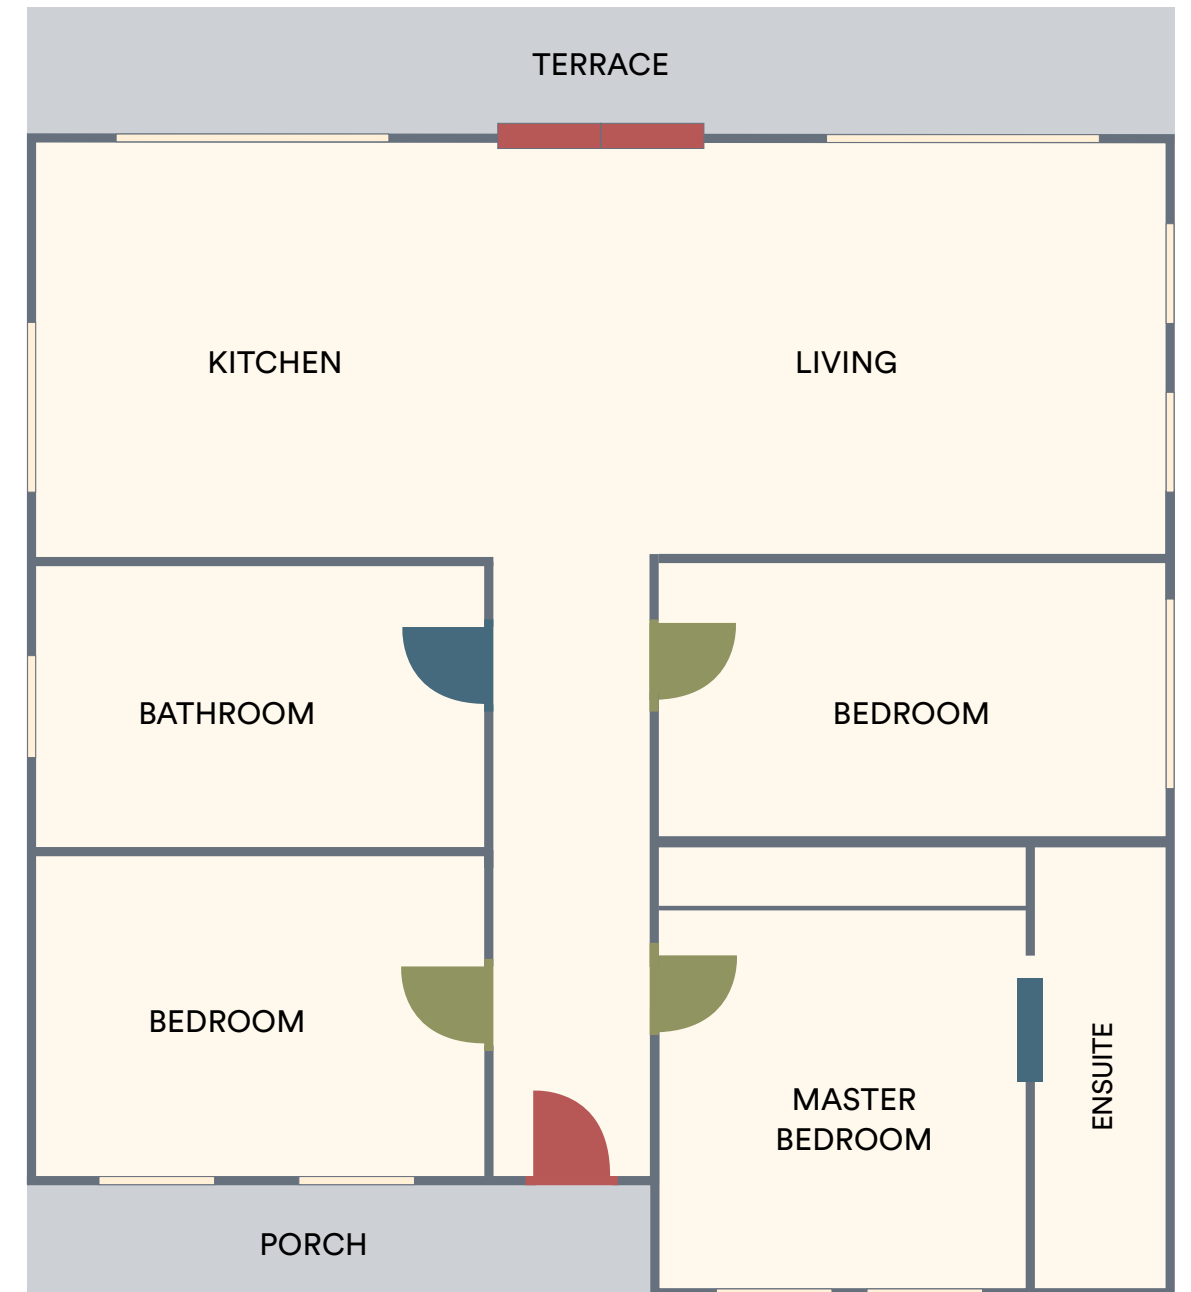 TERRACE
KITCHEN
LIVING
BATHROOM
BEDROOM
BEDROOM
ENSUITE
MASTER
BEDROOM
PORCH